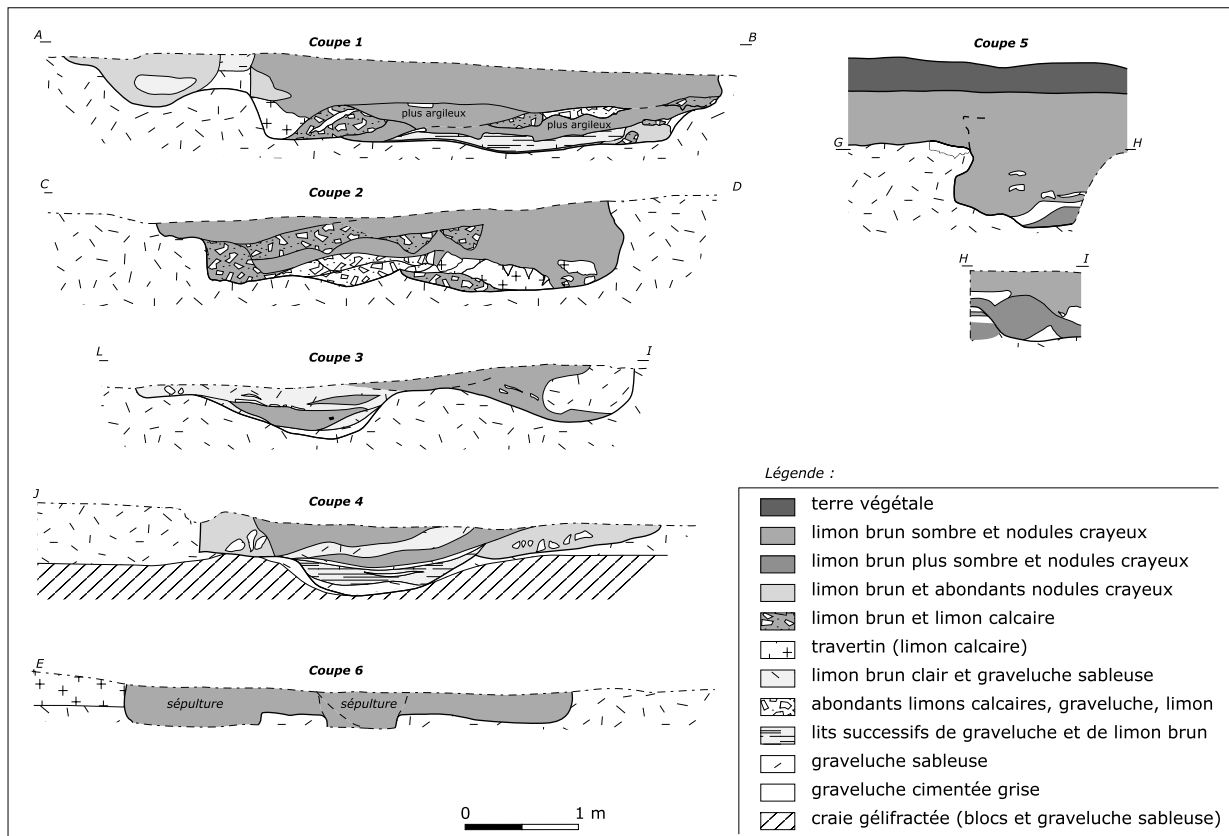 A
Coupe 1
B
plus argileux
plus argileux
C
Coupe 2
D
L
Coupe 3
I
J
Coupe 4
E
Coupe 6
sépulture
sépulture
0
1 m
Coupe 5
G
H
H
I
Légende :
terre végétale
limon brun sombre et nodules crayeux
limon brun plus sombre et nodules crayeux
limon brun et abondants nodules crayeux
limon brun et limon calcaire
travertin (limon calcaire)
limon brun clair et graveluche sableuse
abondants limons calcaires, graveluche, limon
lits successifs de graveluche et de limon brun
graveluche sableuse
graveluche cimentée grise
craie gélifractée (blocs et graveluche sableuse)